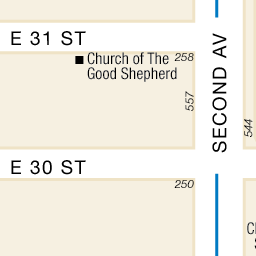 E 31 ST
Church of The
Good Shepherd
258
557
SECOND AV
544
E 30 ST
250